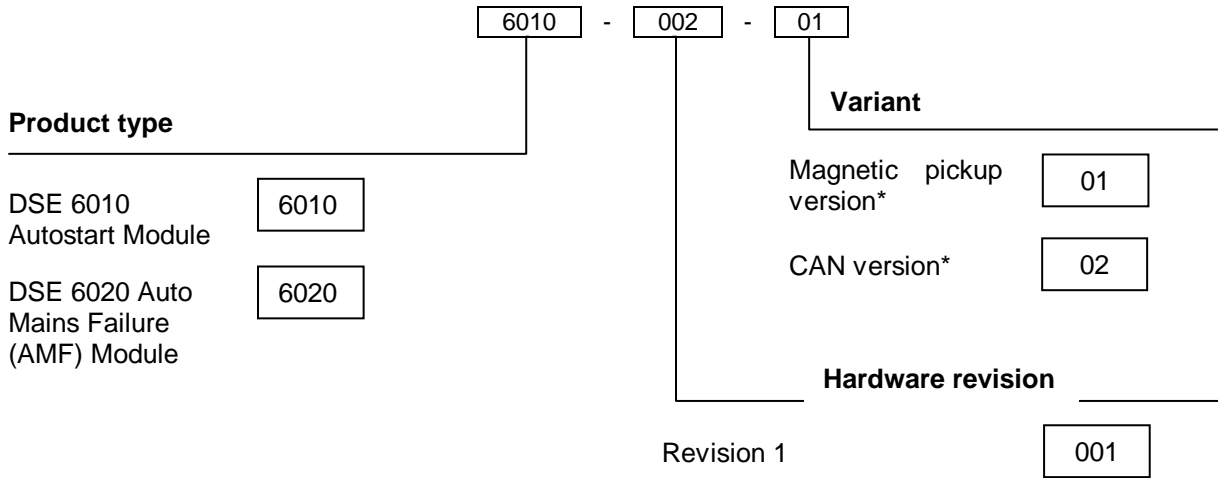 6010 - 002 - 01
Product type
DSE 6010
Autostart Module
6010
DSE 6020 Auto
Mains Failure
(AMF) Module
6020
Variant
Magnetic pickup
version*
01
CAN version*
02
Hardware revision
Revision 1
001